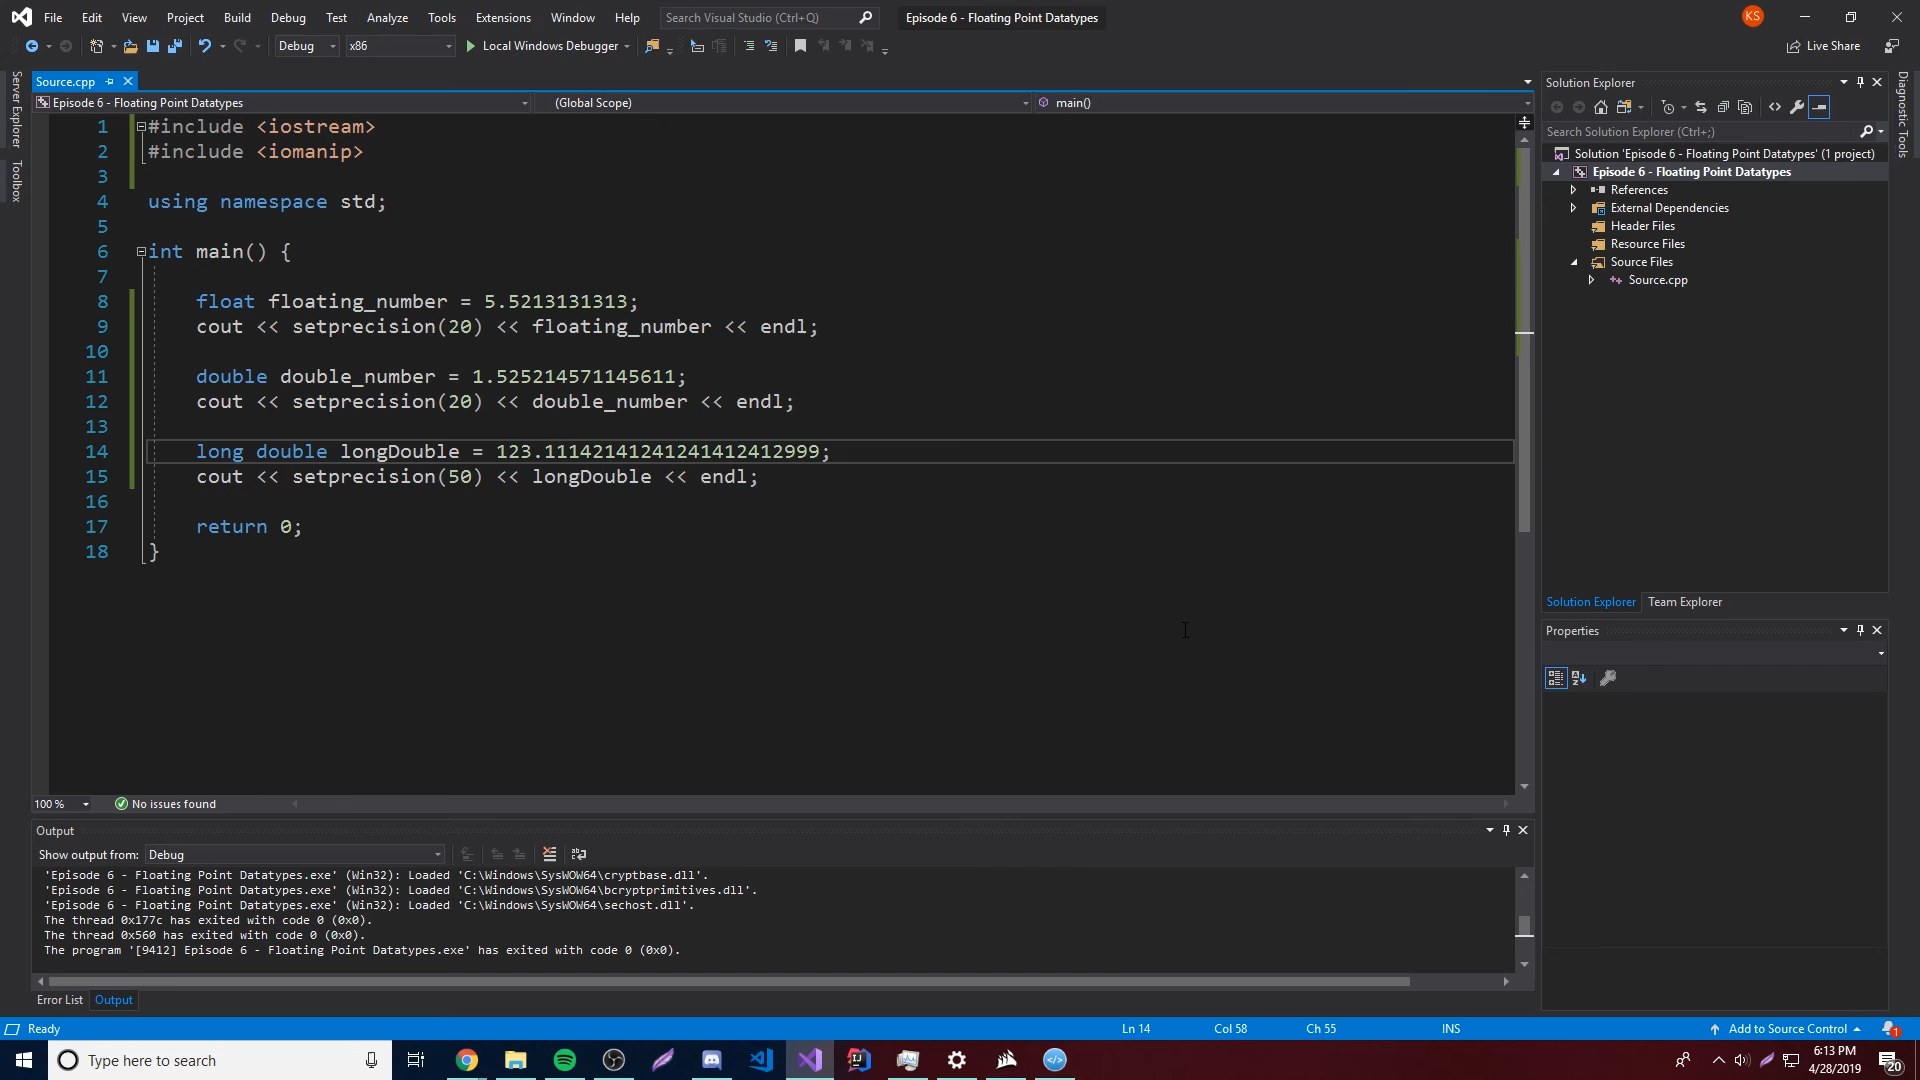 File Edit View Project Build Debug Test Analyze Tools Extensions Window Help Search Visual Studio (Ctrl+Q) Episode 6 - Floating Point Datatypes KS
Debug x86 Local Windows Debugger Live Share
Server Explorer
Toolbox
Source.cpp
Episode 6 - Floating Point Datatypes (Global Scope) main()
1 #include <iostream>
2 #include <iomanip>
3
4 using namespace std;
5
6 int main() {
7
8 float floating_number = 5.5213131313;
9 cout << setprecision(20) << floating_number << endl;
10
11 double double_number = 1.525214571145611;
12 cout << setprecision(20) << double_number << endl;
13
14 long double longDouble = 123.11142141241241412412999;
15 cout << setprecision(50) << longDouble << endl;
16
17 return 0;
18 }
100 % No issues found
Output
Show output from: Debug
'Episode 6 - Floating Point Datatypes.exe' (Win32): Loaded 'C:\Windows\SysWOW64\cryptbase.dll'.
'Episode 6 - Floating Point Datatypes.exe' (Win32): Loaded 'C:\Windows\SysWOW64\bcryptprimitives.dll'.
'Episode 6 - Floating Point Datatypes.exe' (Win32): Loaded 'C:\Windows\SysWOW64\sechost.dll'.
The thread 0x177c has exited with code 0 (0x0).
The thread 0x560 has exited with code 0 (0x0).
The program '[9412] Episode 6 - Floating Point Datatypes.exe' has exited with code 0 (0x0).
Error List Output
Solution Explorer
Search Solution Explorer (Ctrl+;)
Solution 'Episode 6 - Floating Point Datatypes' (1 project)
Episode 6 - Floating Point Datatypes
References
External Dependencies
Header Files
Resource Files
Source Files
Source.cpp
Solution Explorer Team Explorer
Properties
Diagnostic Tools
Ready Ln 14 Col 58 Ch 55 INS Add to Source Control 1
Type here to search 6:13 PM
4/28/2019 20